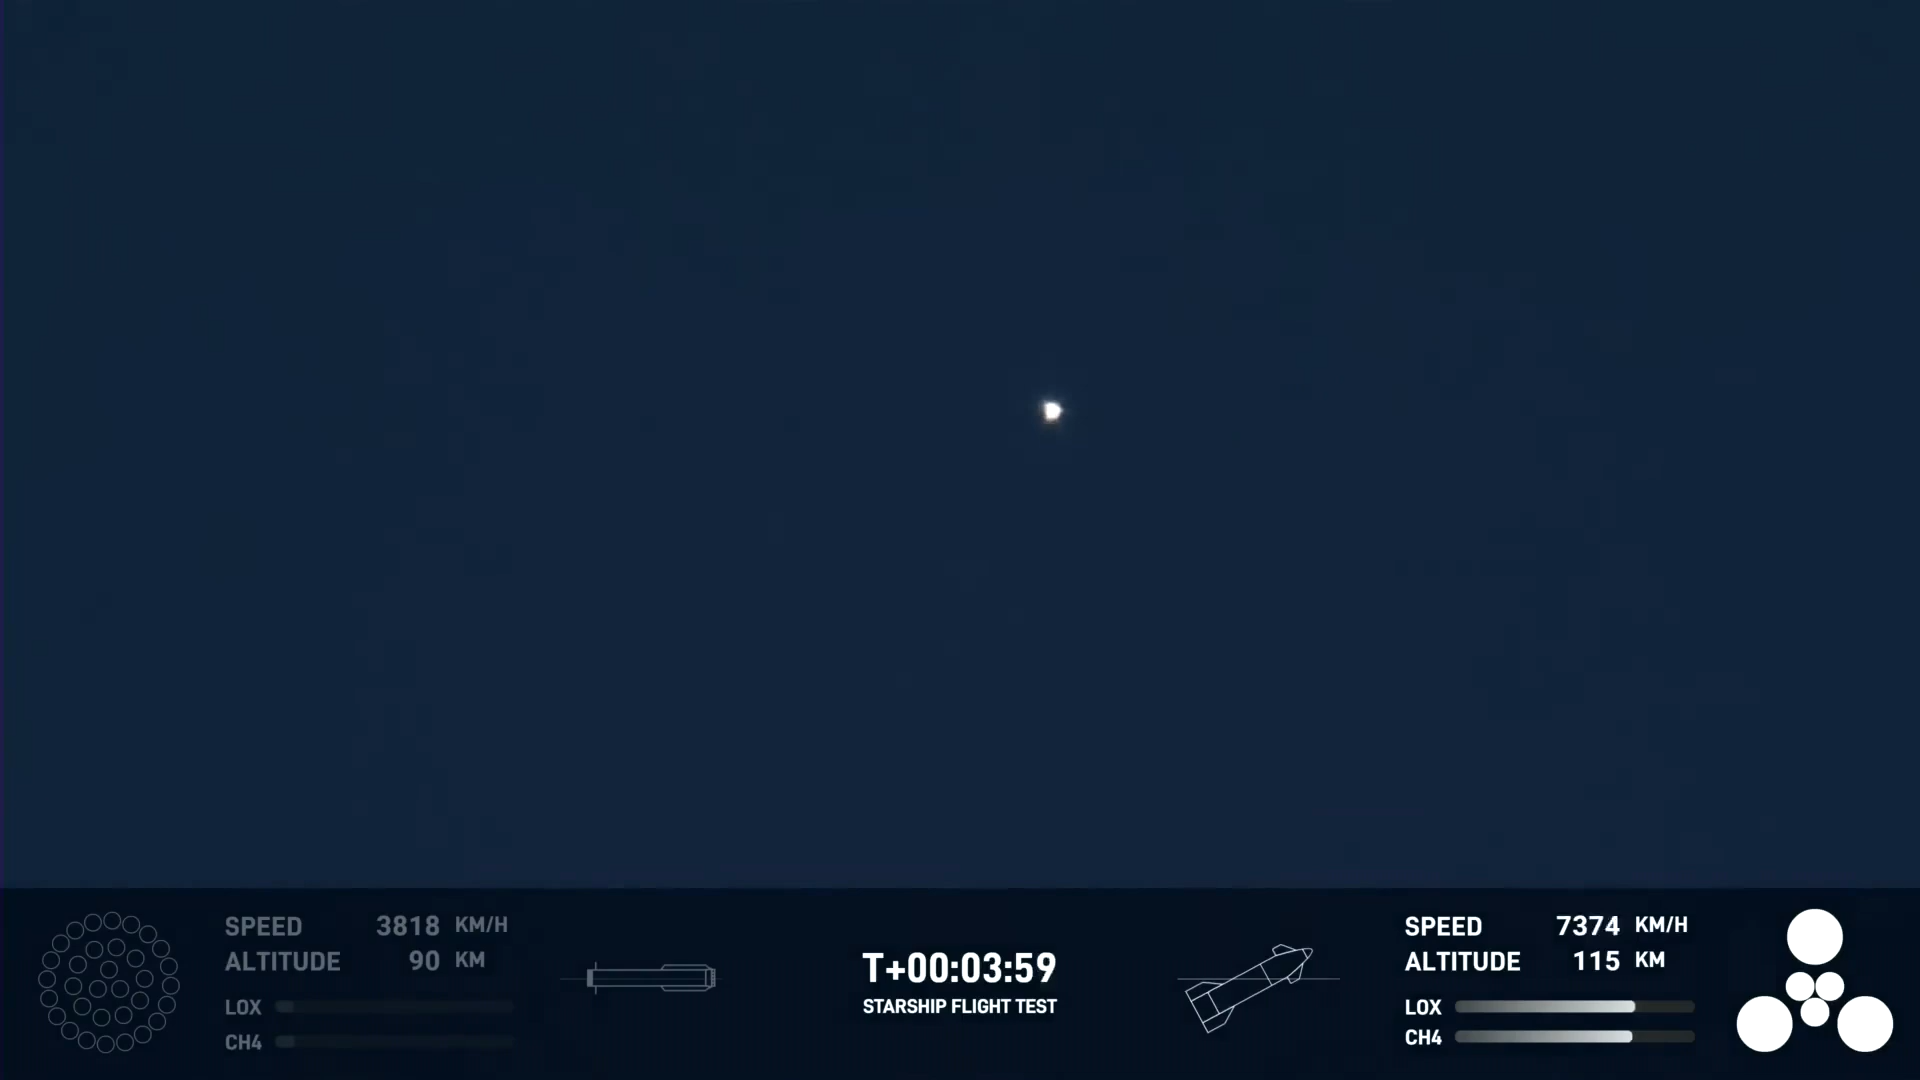 SPEED 3818 KM/H
ALTITUDE 90 KM
LOX
CH4
T+00:03:59
STARSHIP FLIGHT TEST
SPEED 7374 KM/H
ALTITUDE 115 KM
LOX
CH4